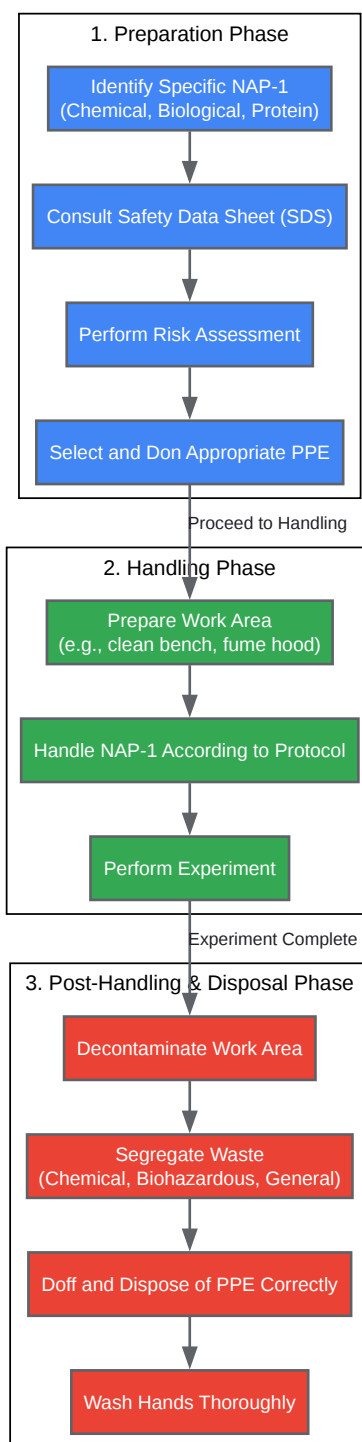 1. Preparation Phase
Identify Specific NAP-1
(Chemical, Biological, Protein)
Consult Safety Data Sheet (SDS)
Perform Risk Assessment
Select and Don Appropriate PPE
Proceed to Handling
2. Handling Phase
Prepare Work Area
(e.g., clean bench, fume hood)
Handle NAP-1 According to Protocol
Perform Experiment
Experiment Complete
3. Post-Handling & Disposal Phase
Decontaminate Work Area
Segregate Waste
(Chemical, Biohazardous, General)
Doff and Dispose of PPE Correctly
Wash Hands Thoroughly